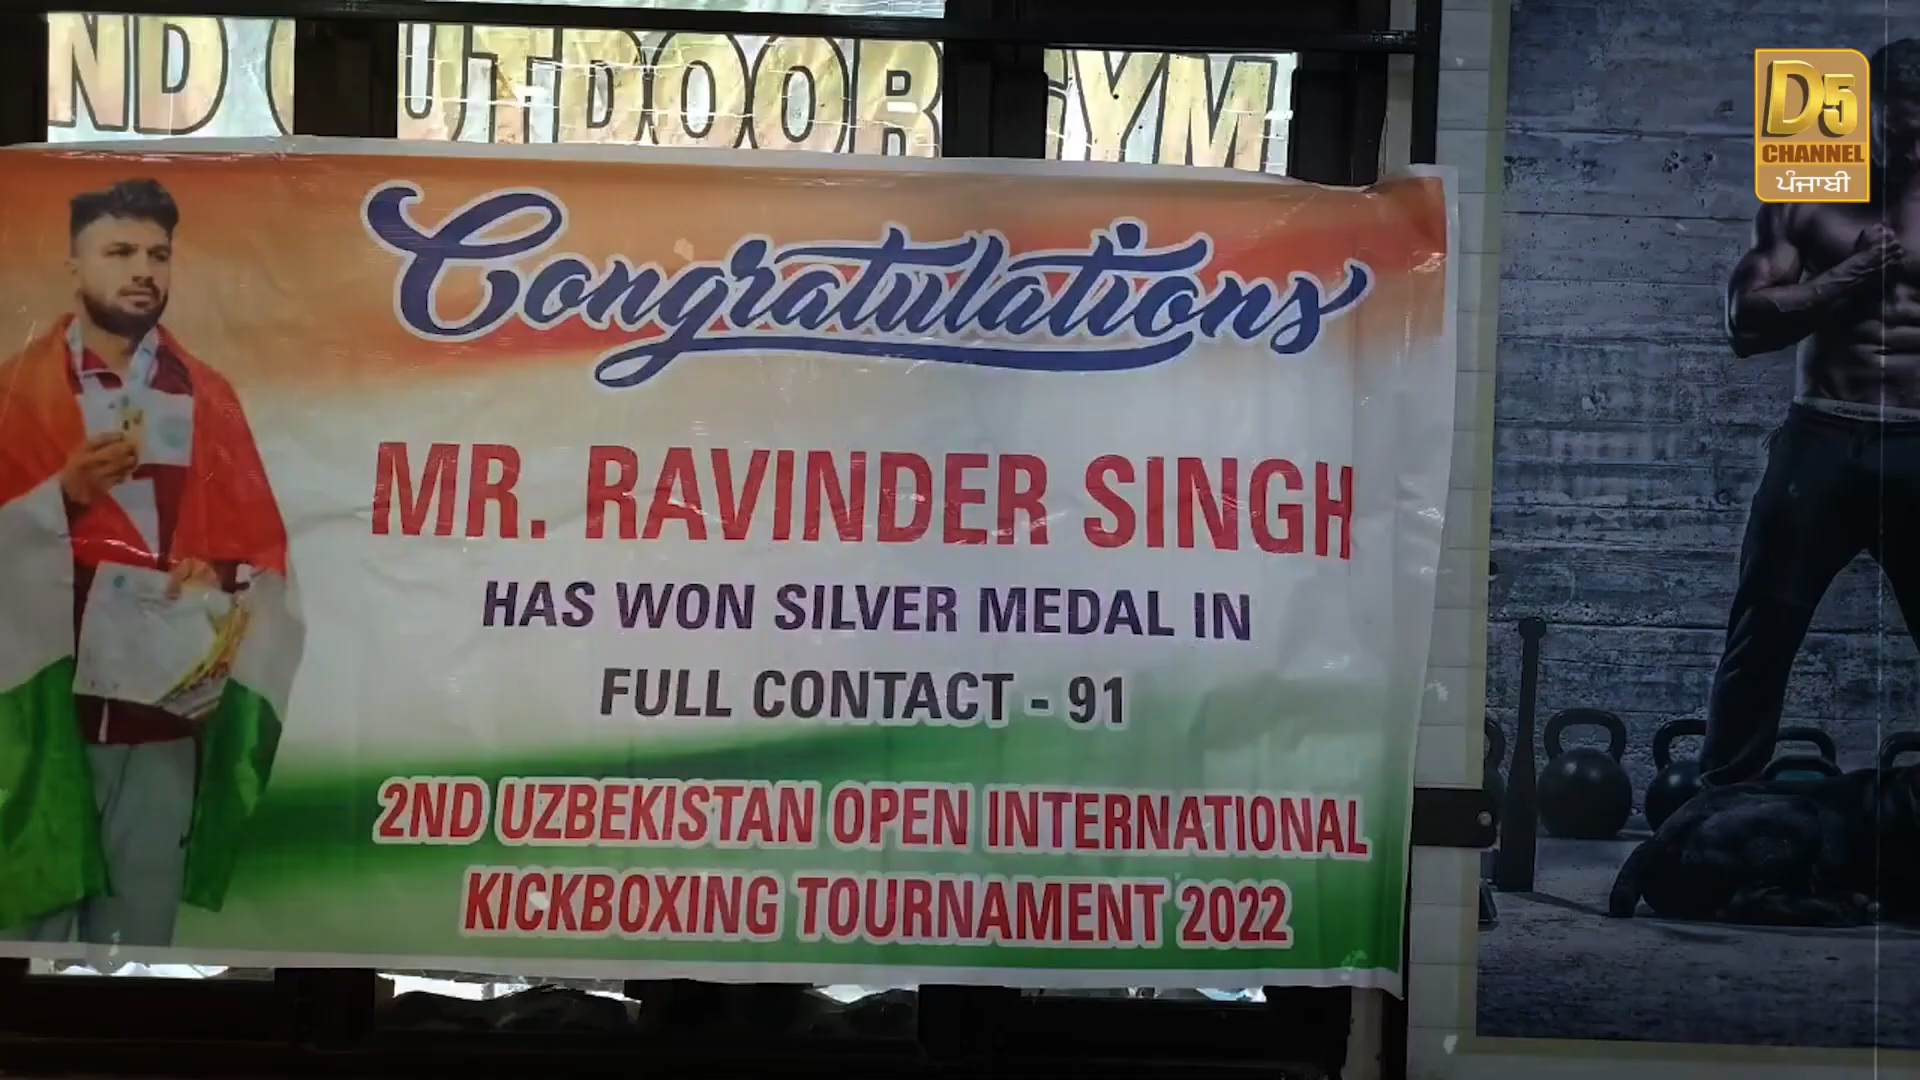 ND OUTDOOR GYM
D5
CHANNEL
ਪੰਜਾਬੀ
Congratulations
MR. RAVINDER SINGH
HAS WON SILVER MEDAL IN
FULL CONTACT - 91
2ND UZBEKISTAN OPEN INTERNATIONAL
KICKBOXING TOURNAMENT 2022